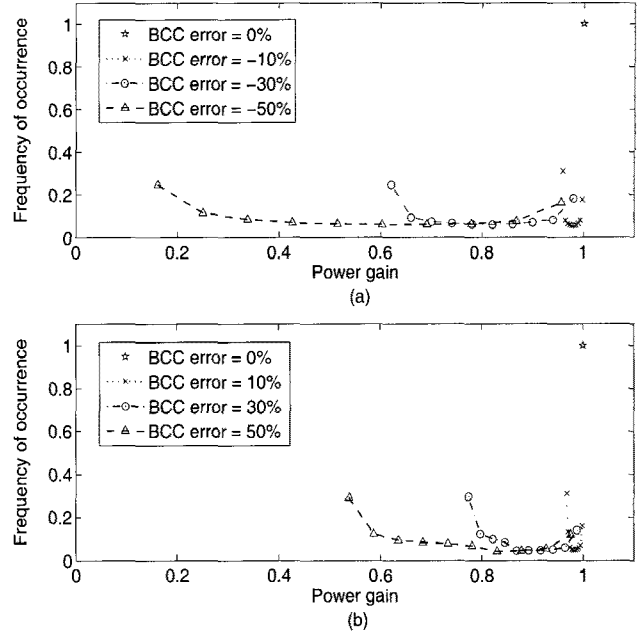 1
0.8
0.6
0.4
0.2
0
Frequency of occurrence
BCC error = 0%
BCC error = −10%
BCC error = −30%
BCC error = −50%
0 0.2 0.4 0.6 0.8 1
Power gain
(a)
1
0.8
0.6
0.4
0.2
0
Frequency of occurrence
BCC error = 0%
BCC error = 10%
BCC error = 30%
BCC error = 50%
0 0.2 0.4 0.6 0.8 1
Power gain
(b)